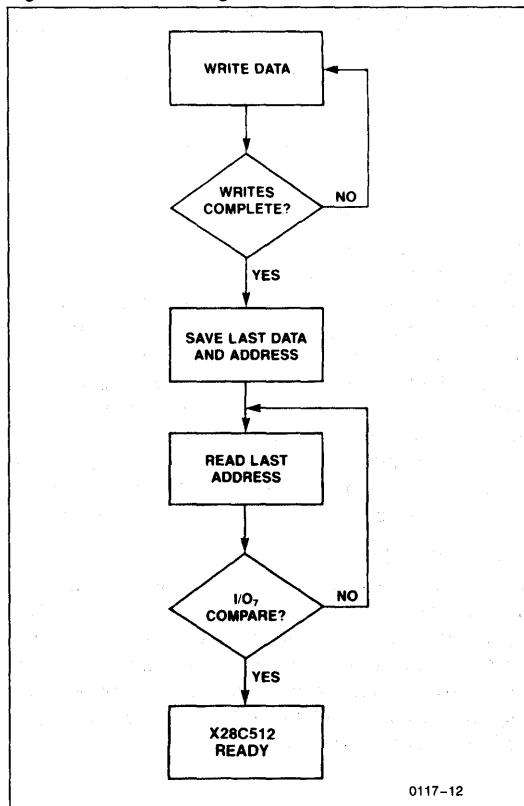 WRITE DATA
WRITES
COMPLETE?
NO
YES
SAVE LAST DATA
AND ADDRESS
READ LAST
ADDRESS
I/O₇
COMPARE?
NO
YES
X28C512
READY
0117–12